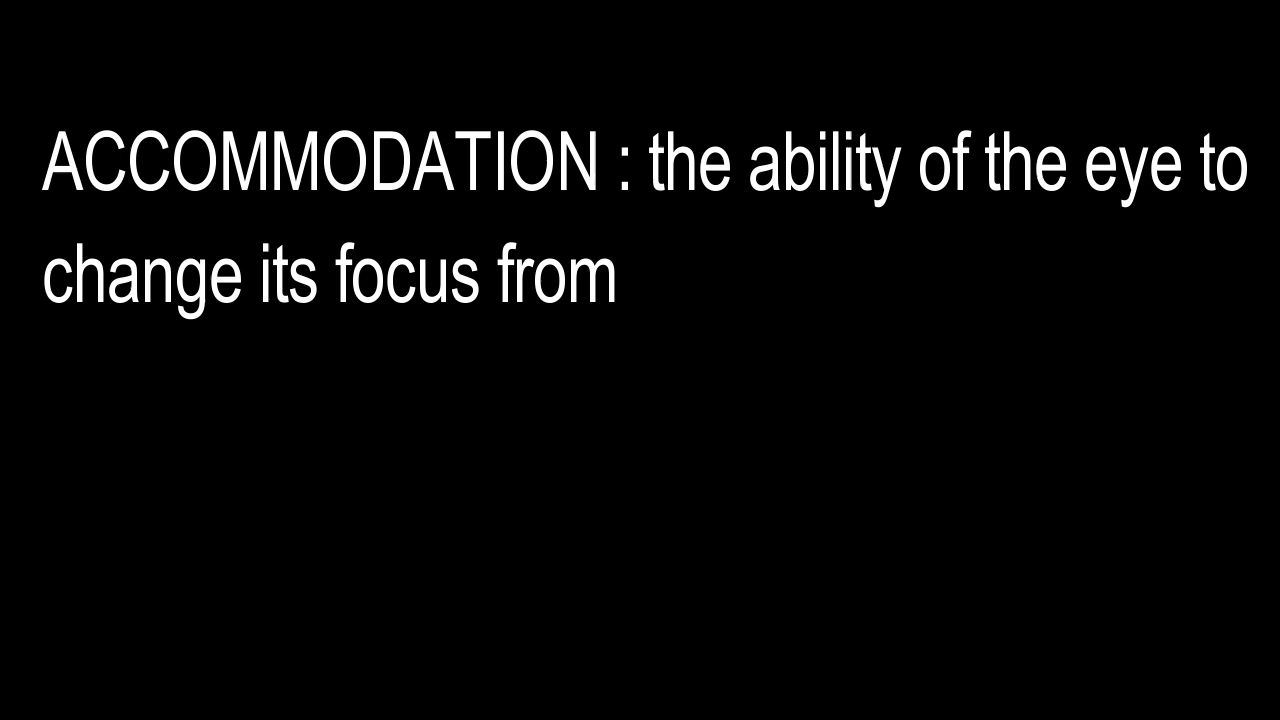 ACCOMMODATION : the ability of the eye to
change its focus from